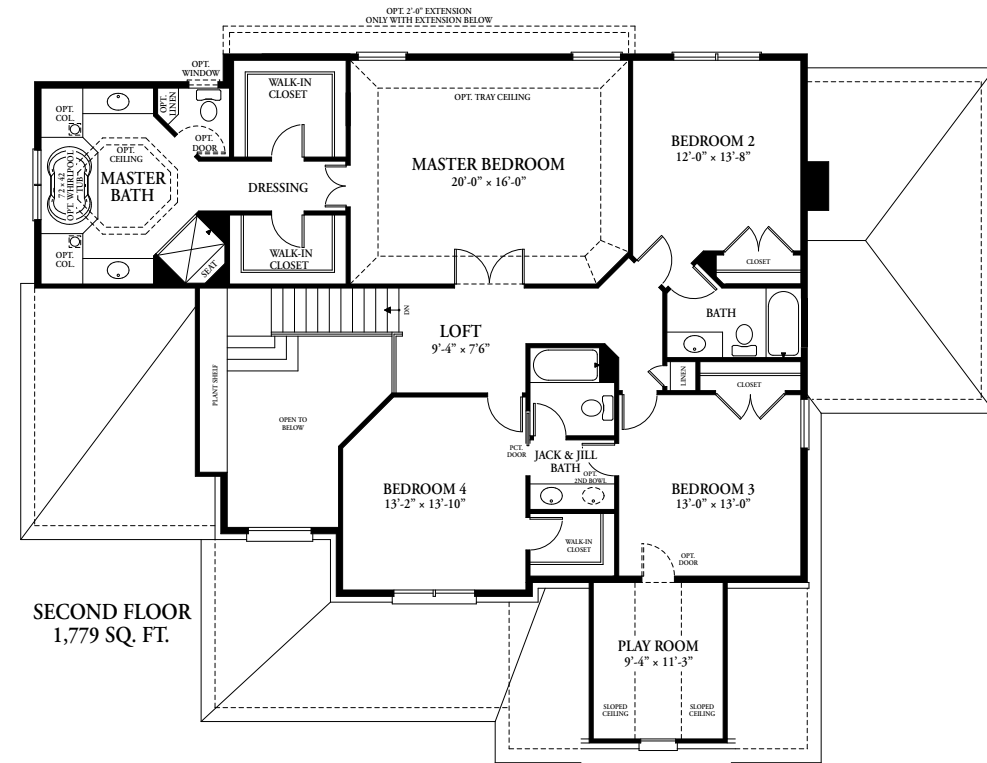 OPT. 2'-0" EXTENSION
ONLY WITH EXTENSION BELOW
OPT.
WINDOW
OPT.
COL.
OPT.
LINEN
OPT.
DOOR
WALK-IN
CLOSET
OPT. TRAY CEILING
BEDROOM 2
12'-0" × 13'-8"
OPT.
CEILING
MASTER
BATH
72 × 42
OPT. WHIRLPOOL
TUB
DRESSING
MASTER BEDROOM
20'-0" × 16'-0"
OPT.
COL.
SEAT
WALK-IN
CLOSET
CLOSET
DN
LOFT
9'-4" × 7'6"
BATH
PLANT SHELF
LINEN
CLOSET
OPEN TO
BELOW
PCT.
DOOR
JACK & JILL
BATH
OPT.
2ND BOWL
BEDROOM 4
13'-2" × 13'-10"
BEDROOM 3
13'-0" × 13'-0"
WALK-IN
CLOSET
OPT.
DOOR
SECOND FLOOR
1,779 SQ. FT.
PLAY ROOM
9'-4" × 11'-3"
SLOPED
CEILING
SLOPED
CEILING